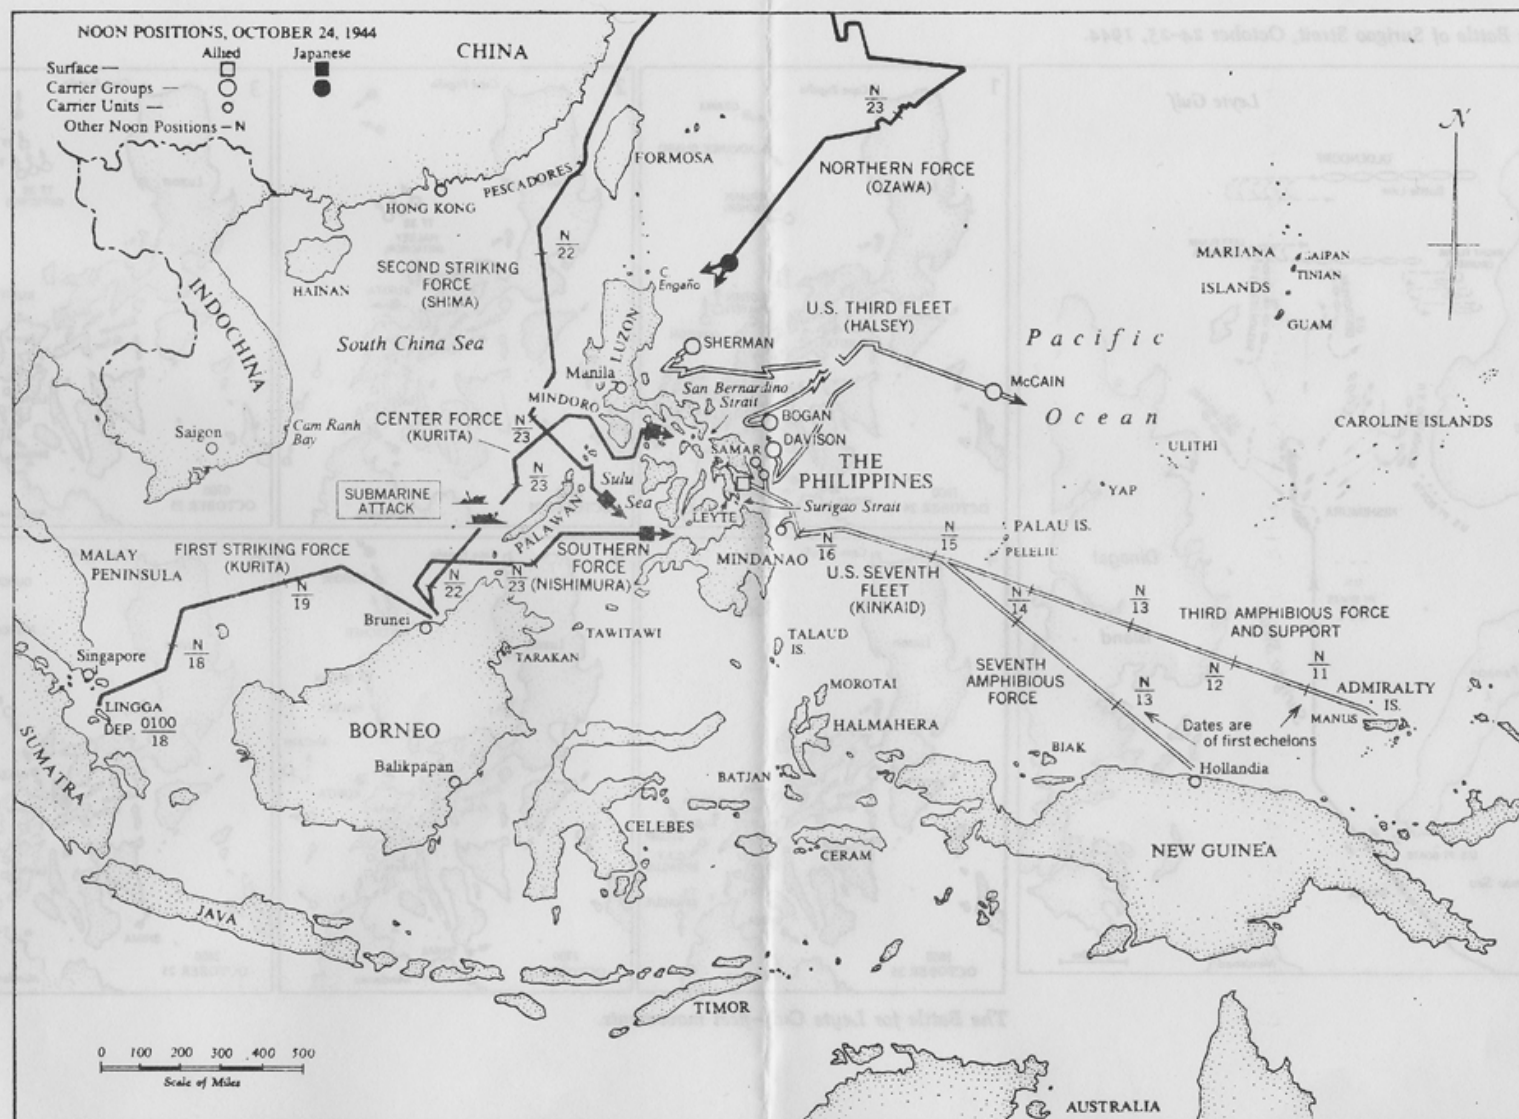 NOON POSITIONS, OCTOBER 24, 1944
Allied Japanese
Surface —
Carrier Groups —
Carrier Units —
Other Noon Positions – N
CHINA
N
23
N
FORMOSA
PESCADORES
NORTHERN FORCE
(OZAWA)
HONG KONG
N
22
SECOND STRIKING
FORCE
(SHIMA)
HAINAN
C.
Engaño
MARIANA
ISLANDS
SAIPAN
TINIAN
GUAM
INDOCHINA
U.S. THIRD FLEET
(HALSEY)
South China Sea
LUZON
SHERMAN
Pacific
Ocean
Manila
San Bernardino
Strait
McCAIN
MINDORO
CENTER FORCE
(KURITA)
N
23
BOGAN
CAROLINE ISLANDS
Saigon
Cam Ranh
Bay
DAVISON
SAMAR
ULITHI
THE
PHILIPPINES
N
23
Sulu
Sea
SUBMARINE
ATTACK
YAP
Surigao Strait
PALAWAN
LEYTE
PALAU IS.
N
15
N
16
MALAY
PENINSULA
FIRST STRIKING FORCE
(KURITA)
SOUTHERN
FORCE
(NISHIMURA)
MINDANAO
U.S. SEVENTH
FLEET
(KINKAID)
N
19
N
22
N
23
N
14
N
13
THIRD AMPHIBIOUS FORCE
AND SUPPORT
Brunei
TAWITAWI
TALAUD
IS.
N
18
Singapore
TARAKAN
SEVENTH
AMPHIBIOUS
FORCE
N
12
N
11
N
13
MOROTAI
ADMIRALTY
IS.
MANUS
LINGGA
DEP. 0100
18
BORNEO
HALMAHERA
Dates are
of first echelons
SUMATRA
Balikpapan
BATJAN
BIAK
Hollandia
CELEBES
CERAM
NEW GUINEA
JAVA
TIMOR
0 100 200 300 400 500
Scale of Miles
AUSTRALIA